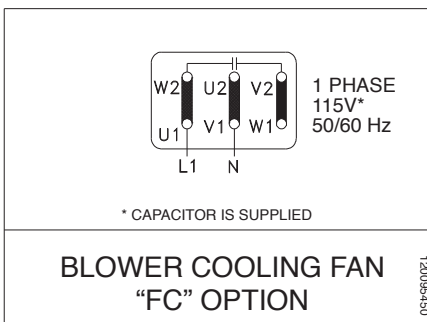 W2 U2 V2
U1 V1 W1
L1 N
1 PHASE
115V*
50/60 Hz
* CAPACITOR IS SUPPLIED
BLOWER COOLING FAN
“FC” OPTION
120095450